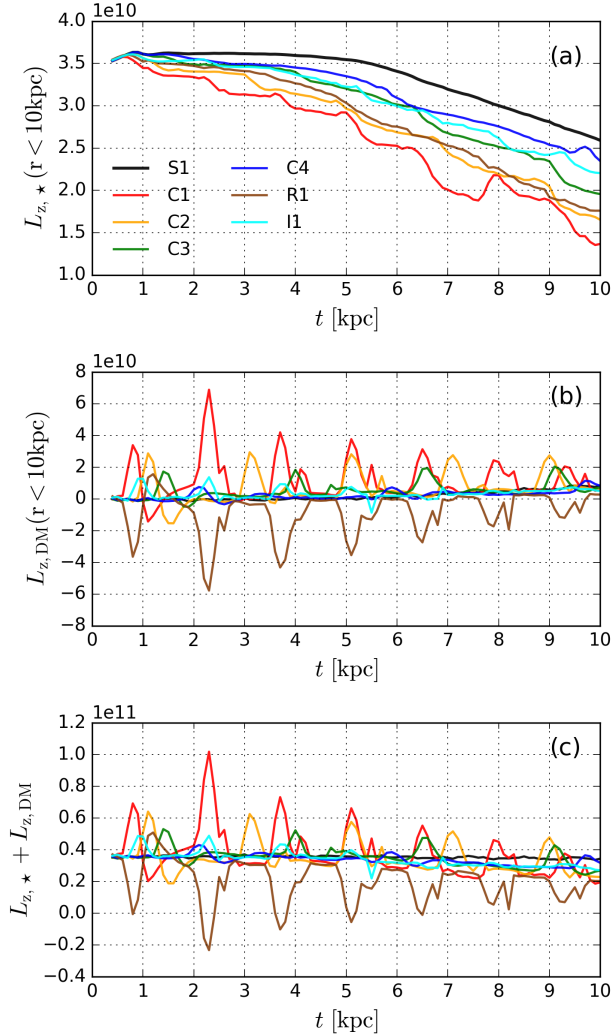 1e10
4.0
(a)
3.5
3.0
2.5
2.0
1.5
1.0
L_{z,⋆}(r<10kpc)
S1
C1
C2
C3
C4
R1
I1
0 1 2 3 4 5 6 7 8 9 10
t [kpc]
1e10
8
(b)
6
4
2
0
−2
−4
−6
−8
L_{z,DM}(r<10kpc)
0 1 2 3 4 5 6 7 8 9 10
t [kpc]
1e11
1.2
(c)
1.0
0.8
0.6
0.4
0.2
0.0
−0.2
−0.4
L_{z,⋆} + L_{z,DM}
0 1 2 3 4 5 6 7 8 9 10
t [kpc]